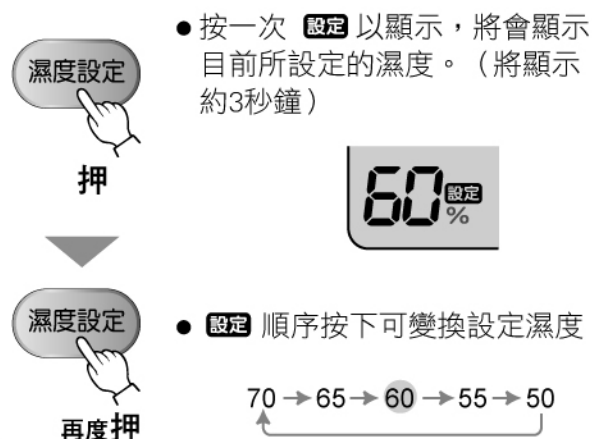 濕度設定
押
● 按一次 設定 以顯示，將會顯示
目前所設定的濕度。（將顯示
約3秒鐘）
60 設定
%
濕度設定
再度押
● 設定 順序按下可變換設定濕度
70 → 65 → 60 → 55 → 50